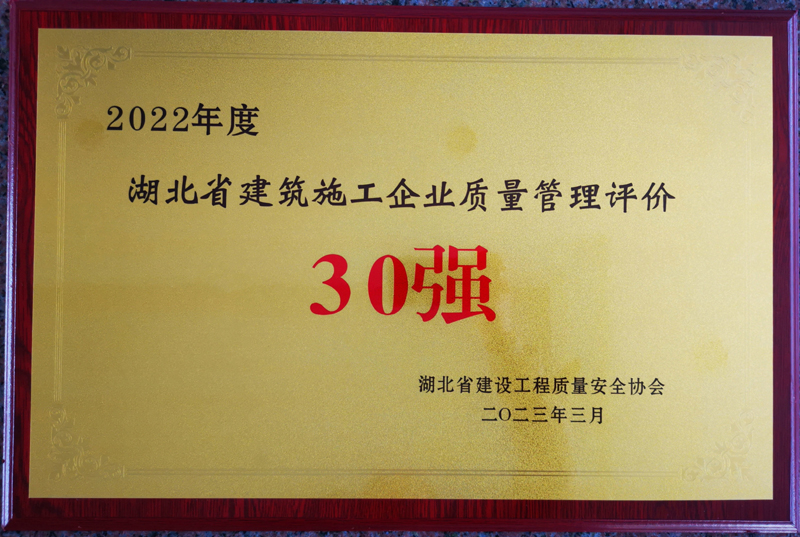 2022年度
湖北省建筑施工企业质量管理评价
30强
湖北省建设工程质量安全协会
二〇二三年三月